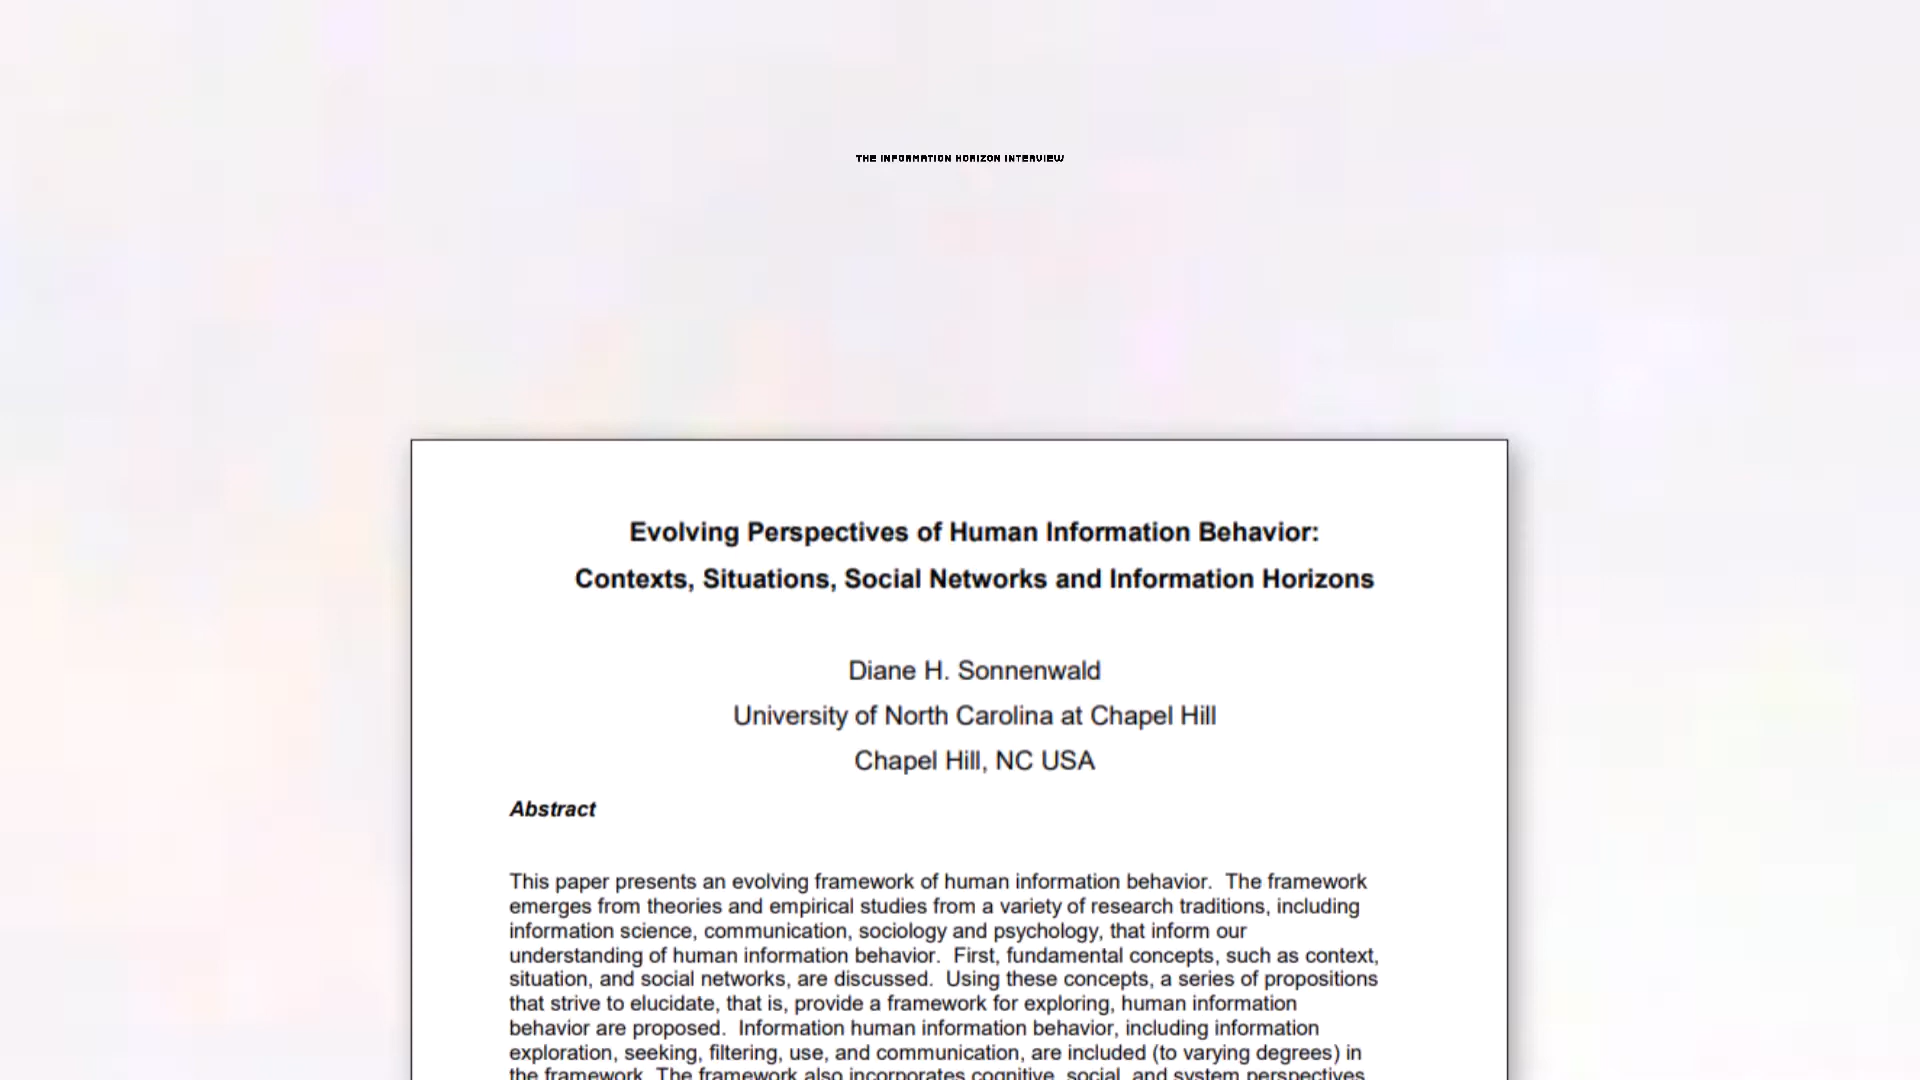 THE INFORMATION HORIZON INTERVIEW
Evolving Perspectives of Human Information Behavior:
Contexts, Situations, Social Networks and Information Horizons
Diane H. Sonnenwald
University of North Carolina at Chapel Hill
Chapel Hill, NC USA
Abstract
This paper presents an evolving framework of human information behavior.  The framework
emerges from theories and empirical studies from a variety of research traditions, including
information science, communication, sociology and psychology, that inform our
understanding of human information behavior.  First, fundamental concepts, such as context,
situation, and social networks, are discussed.  Using these concepts, a series of propositions
that strive to elucidate, that is, provide a framework for exploring, human information
behavior are proposed.  Information human information behavior, including information
exploration, seeking, filtering, use, and communication, are included (to varying degrees) in
the framework. The framework also incorporates cognitive, social, and system perspectives